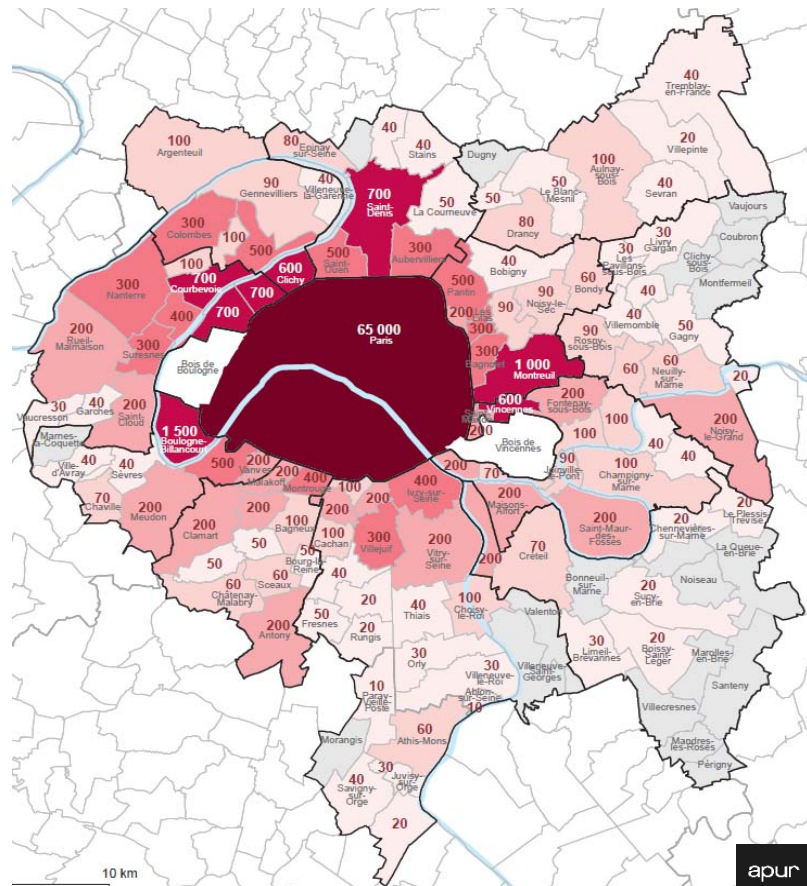 40
Tremblay-
en-France
100
Argenteuil
80
Epinay
sur-Seine
40
40
Stains
Dugny
20
Villepinte
100
Aulnay
sous-
Bois
90
Gennevilliers
40
Villeneuve-
la-Garenne
700
Saint-
Denis
50
La Courneuve
50
50
Le Blanc-
Mesnil
40
Sevran
Vaujours
300
Colombes
100
500
80
Drancy
30
Livry
Gargan
Coubron
500
Saint-
Ouen
300
Aubervilliers
40
Bobigny
30
Les
Pavillons-
sous-Bois
Clichy-
sous-Bois
100
700
Courbevoie
600
Clichy
500
Pantin
60
Bondy
Montfermeil
300
Nanterre
400
700
700
90
Noisy-le
Sec
40
40
Villemomble
50
Gagny
200
Rueil-
Malmaison
300
Suresnes
65 000
Paris
200
Les
Lilas
300
90
90
Rosny-
sous-Bois
Bois de
Boulogne
300
Bagnolet
1 000
Montreuil
60
60
Neuilly-
sur-
Marne
20
30
Vaucresson
40
Garches
200
Saint-
Cloud
600
Vincennes
200
Fontenay-
sous-Bois
200
Noisy-
le-Grand
Marnes-
la-Coquette
1 500
Boulogne-
Billancourt
200
Bois de
Vincennes
100
100
40
40
Ville-
d'Avray
40
40
Sèvres
500
200
Vanves
200
Malakoff
400
Montrouge
100
200
400
Ivry-sur-
Seine
200
70
90
Joinville-
le-Pont
100
Champigny-
sur-Marne
70
Chaville
200
Meudon
200
Clamart
200
100
Bagneux
200
100
Cachan
300
Villejuif
200
Vitry-
sur-
Seine
200
Maisons-
Alfort
200
200
Saint-Maur-
des-
Fossés
20
Chennevières-
sur-Marne
20
Le Plessis-
Trevise
50
50
50
Bourg-la
Reine
70
Créteil
La Queue-
en-Brie
60
Châtenay-
Malabry
60
Sceaux
40
20
40
Thiais
100
Choisy-
le-Roi
Bonneuil-
sur-
Marne
Noiseau
20
Sucy-
en-Brie
200
Antony
50
Fresnes
20
Rungis
Valenton
30
Orly
30
Limeil-
Brévannes
20
Boissy-
Saint-
Léger
Marolles-
en-Brie
10
Paray-
Vieille-
Poste
30
Villeneuve-
le-Roi
Villeneuve-
Saint-
Georges
Santeny
Ablon-
sur-Seine
10
Villecresnes
Morangis
60
Athis-Mons
Mandres-
les-Roses
Périgny
40
Savigny-
sur-
Orge
30
Juvisy-
sur-
Orge
20
10 km
apur